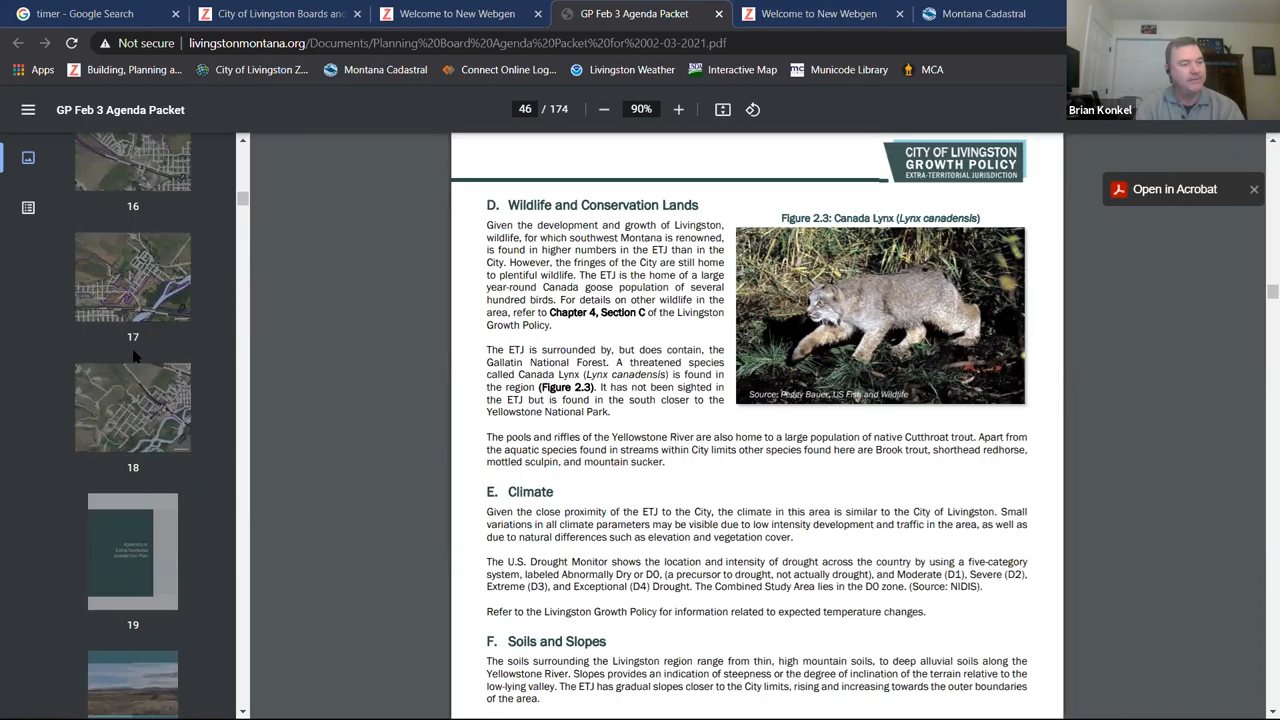 timer - Google Search
City of Livingston Boards and
Welcome to New Webgen
GP Feb 3 Agenda Packet
Welcome to New Webgen
Montana Cadastral
Not secure
livingstonmontana.org/Documents/Planning%20Board%20Agenda%20Packet%20for%2002-03-2021.pdf
Apps
Building, Planning a...
City of Livingston Z...
Montana Cadastral
Connect Online Log...
Livingston Weather
Interactive Map
Municode Library
MCA
GP Feb 3 Agenda Packet
46 / 174
90%
Brian Konkel
Open in Acrobat
16
17
18
19
CITY OF LIVINGSTON
GROWTH POLICY
EXTRA-TERRITORIAL JURISDICTION
D. Wildlife and Conservation Lands
Given the development and growth of Livingston,
wildlife, for which southwest Montana is renowned,
is found in higher numbers in the ETJ than in the
City. However, the fringes of the City are still home
to plentiful wildlife. The ETJ is the home of a large
year-round Canada goose population of several
hundred birds. For details on other wildlife in the
area, refer to Chapter 4, Section C of the Livingston
Growth Policy.
The ETJ is surrounded by, but does contain, the
Gallatin National Forest. A threatened species
called Canada Lynx (Lynx canadensis) is found in
the region (Figure 2.3). It has not been sighted in
the ETJ but is found in the south closer to the
Yellowstone National Park.
Figure 2.3: Canada Lynx (Lynx canadensis)
Source: Peggy Bauer, US Fish and Wildlife
The pools and riffles of the Yellowstone River are also home to a large population of native Cutthroat trout. Apart from
the aquatic species found in streams within City limits other species found here are Brook trout, shorthead redhorse,
mottled sculpin, and mountain sucker.
E. Climate
Given the close proximity of the ETJ to the City, the climate in this area is similar to the City of Livingston. Small
variations in all climate parameters may be visible due to low intensity development and traffic in the area, as well as
due to natural differences such as elevation and vegetation cover.
The U.S. Drought Monitor shows the location and intensity of drought across the country by using a five-category
system, labeled Abnormally Dry or D0, (a precursor to drought, not actually drought), and Moderate (D1), Severe (D2),
Extreme (D3), and Exceptional (D4) Drought. The Combined Study Area lies in the D0 zone. (Source: NIDIS).
Refer to the Livingston Growth Policy for information related to expected temperature changes.
F. Soils and Slopes
The soils surrounding the Livingston region range from thin, high mountain soils, to deep alluvial soils along the
Yellowstone River. Slopes provides an indication of steepness or the degree of inclination of the terrain relative to the
low-lying valley. The ETJ has gradual slopes closer to the City limits, rising and increasing towards the outer boundaries
of the area.